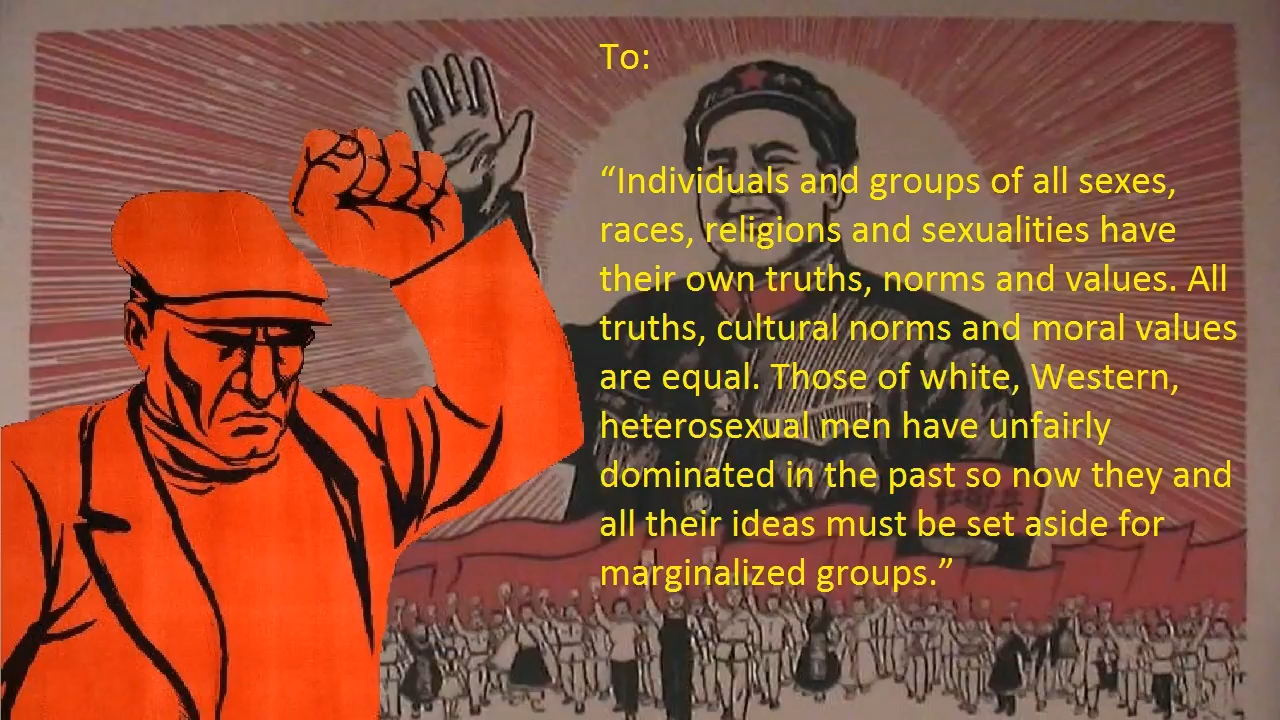 To:
“Individuals and groups of all sexes,
races, religions and sexualities have
their own truths, norms and values. All
truths, cultural norms and moral values
are equal. Those of white, Western,
heterosexual men have unfairly
dominated in the past so now they and
all their ideas must be set aside for
marginalized groups.”